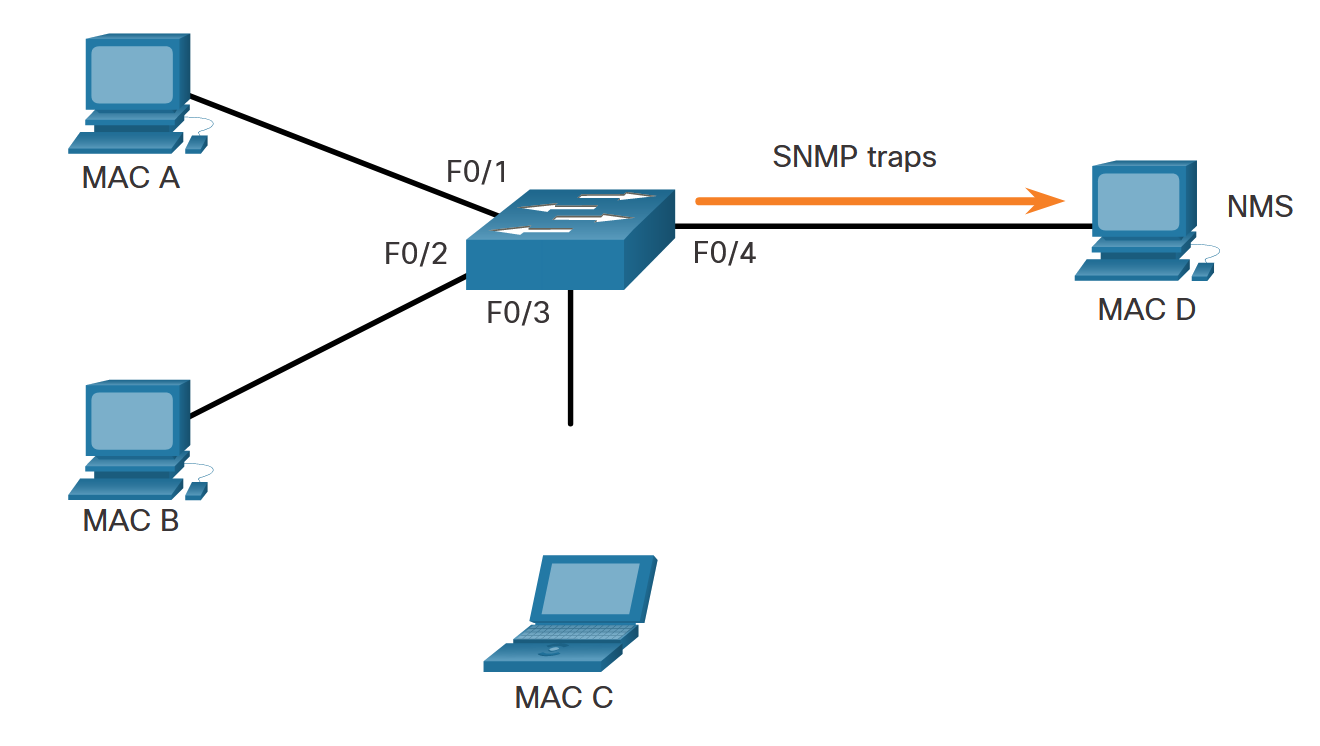 MAC A
F0/1
SNMP traps
NMS
F0/2
F0/4
F0/3
MAC D
MAC B
MAC C